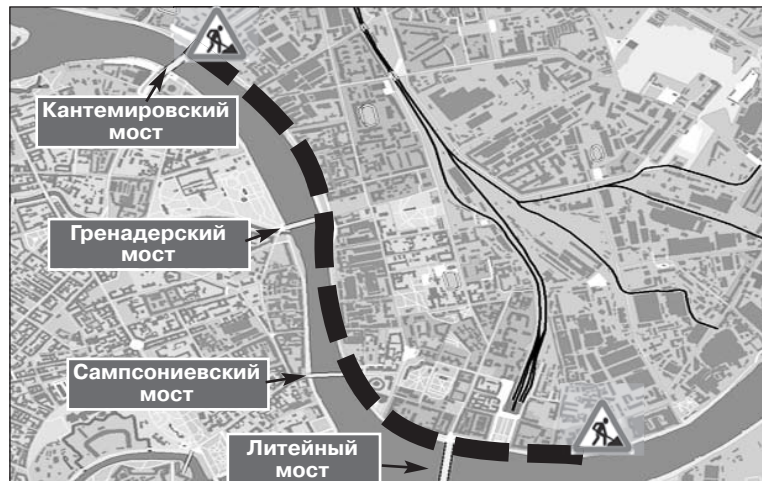 Кантемировский
мост
Гренадерский
мост
Сампсониевский
мост
Литейный
мост